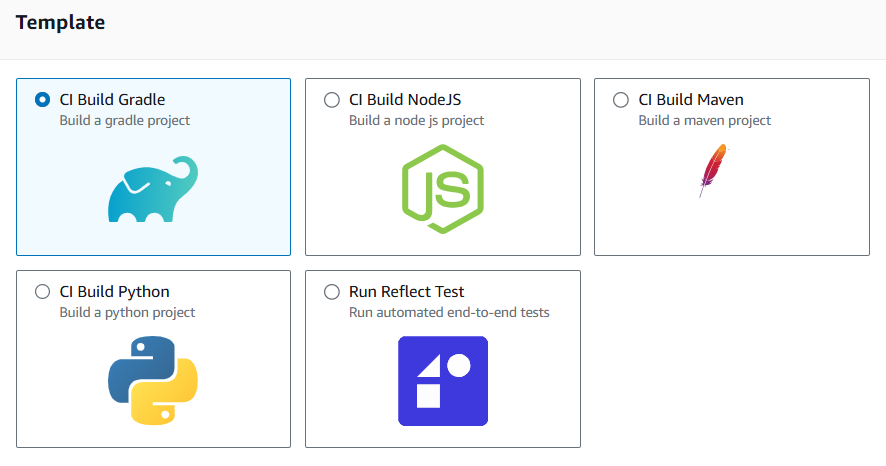 Template
CI Build Gradle
Build a gradle project
CI Build NodeJS
Build a node js project
JS
CI Build Maven
Build a maven project
CI Build Python
Build a python project
Run Reflect Test
Run automated end-to-end tests